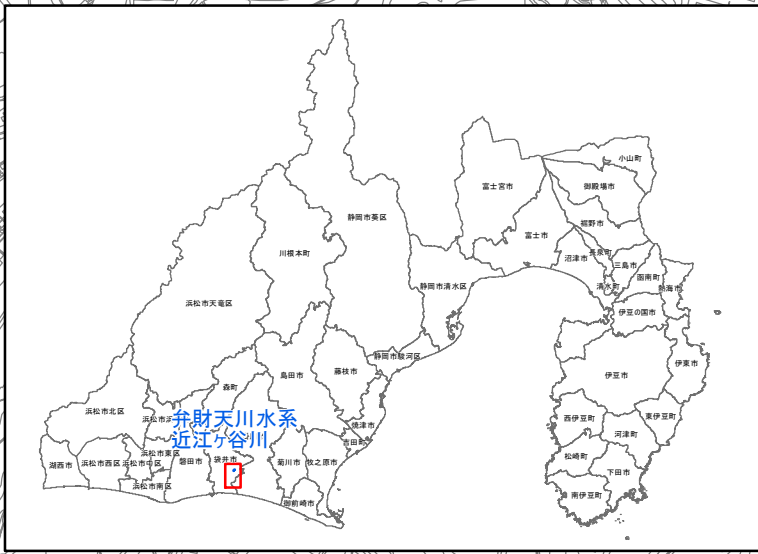 小山町
富士宮市
御殿場市
静岡市葵区
裾野市
富士市
川根本町
長泉町
沼津市
三島市
函南町
静岡市清水区
清水町
熱海市
浜松市天竜区
伊豆の国市
静岡市駿河区
伊東市
藤枝市
島田市
伊豆市
森町
浜松市北区
弁財天川水系
近江ヶ谷川
西伊豆町
東伊豆町
焼津市
河津町
吉田町
浜松市東区
松崎町
湖西市
浜松市西区
浜松市中区
磐田市
袋井市
菊川市
牧之原市
下田市
浜松市南区
南伊豆町
御前崎市